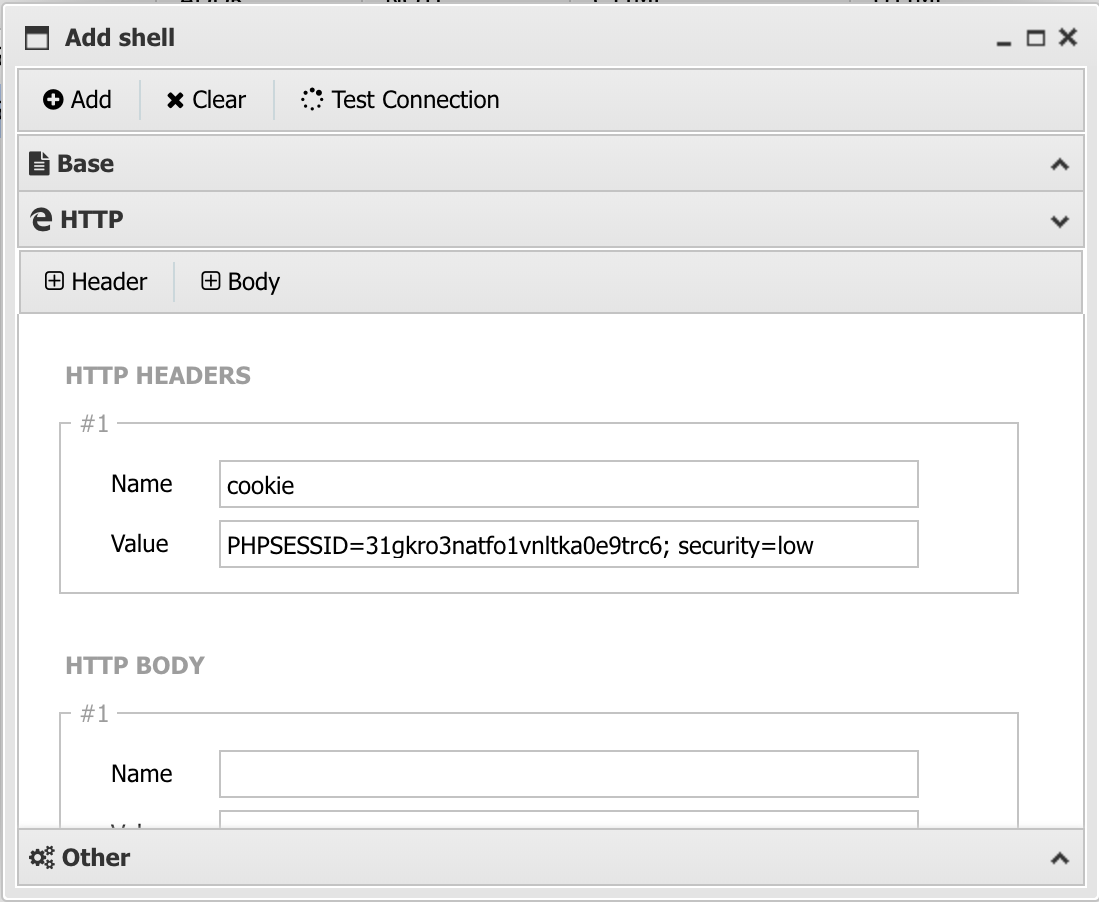 Add shell
Add Clear Test Connection
Base
HTTP
Header Body
HTTP HEADERS
#1
Name cookie
Value PHPSESSID=31gkro3natfo1vnltka0e9trc6; security=low
HTTP BODY
#1
Name
Other